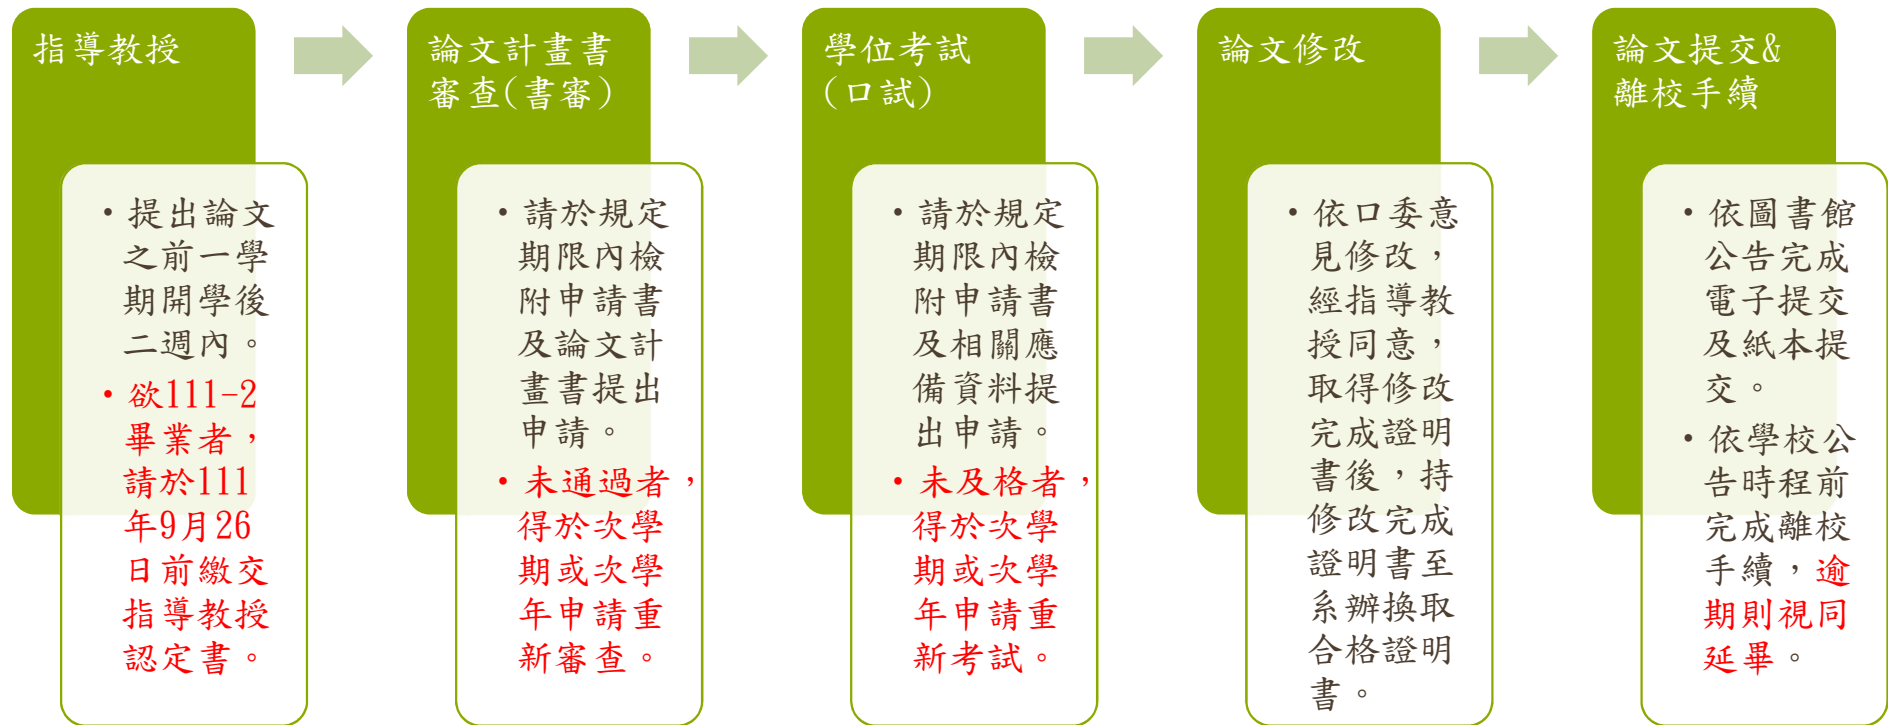 指導教授
• 提出論文
之前一學
期開學後
二週內。
• 欲111-2
畢業者，
請於111
年9月26
日前繳交
指導教授
認定書。
論文計畫書
審查(書審)
• 請於規定
期限內檢
附申請書
及論文計
畫書提出
申請。
• 未通過者，
得於次學
期或次學
年申請重
新審查。
學位考試
(口試)
• 請於規定
期限內檢
附申請書
及相關應
備資料提
出申請。
• 未及格者，
得於次學
期或次學
年申請重
新考試。
論文修改
• 依口委意
見修改，
經指導教
授同意，
取得修改
完成證明
書後，持
修改完成
證明書至
系辦換取
合格證明
書。
論文提交&
離校手續
• 依圖書館
公告完成
電子提交
及紙本提
交。
• 依學校公
告時程前
完成離校
手續，逾
期則視同
延畢。